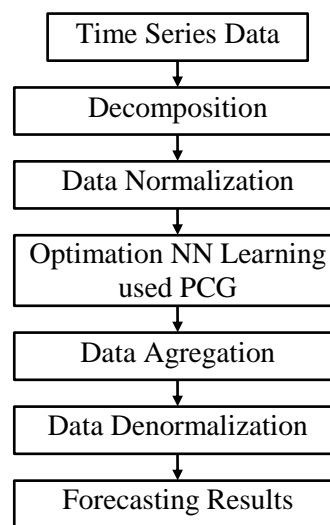 Time Series Data
Decomposition
Data Normalization
Optimation NN Learning
used PCG
Data Agregation
Data Denormalization
Forecasting Results